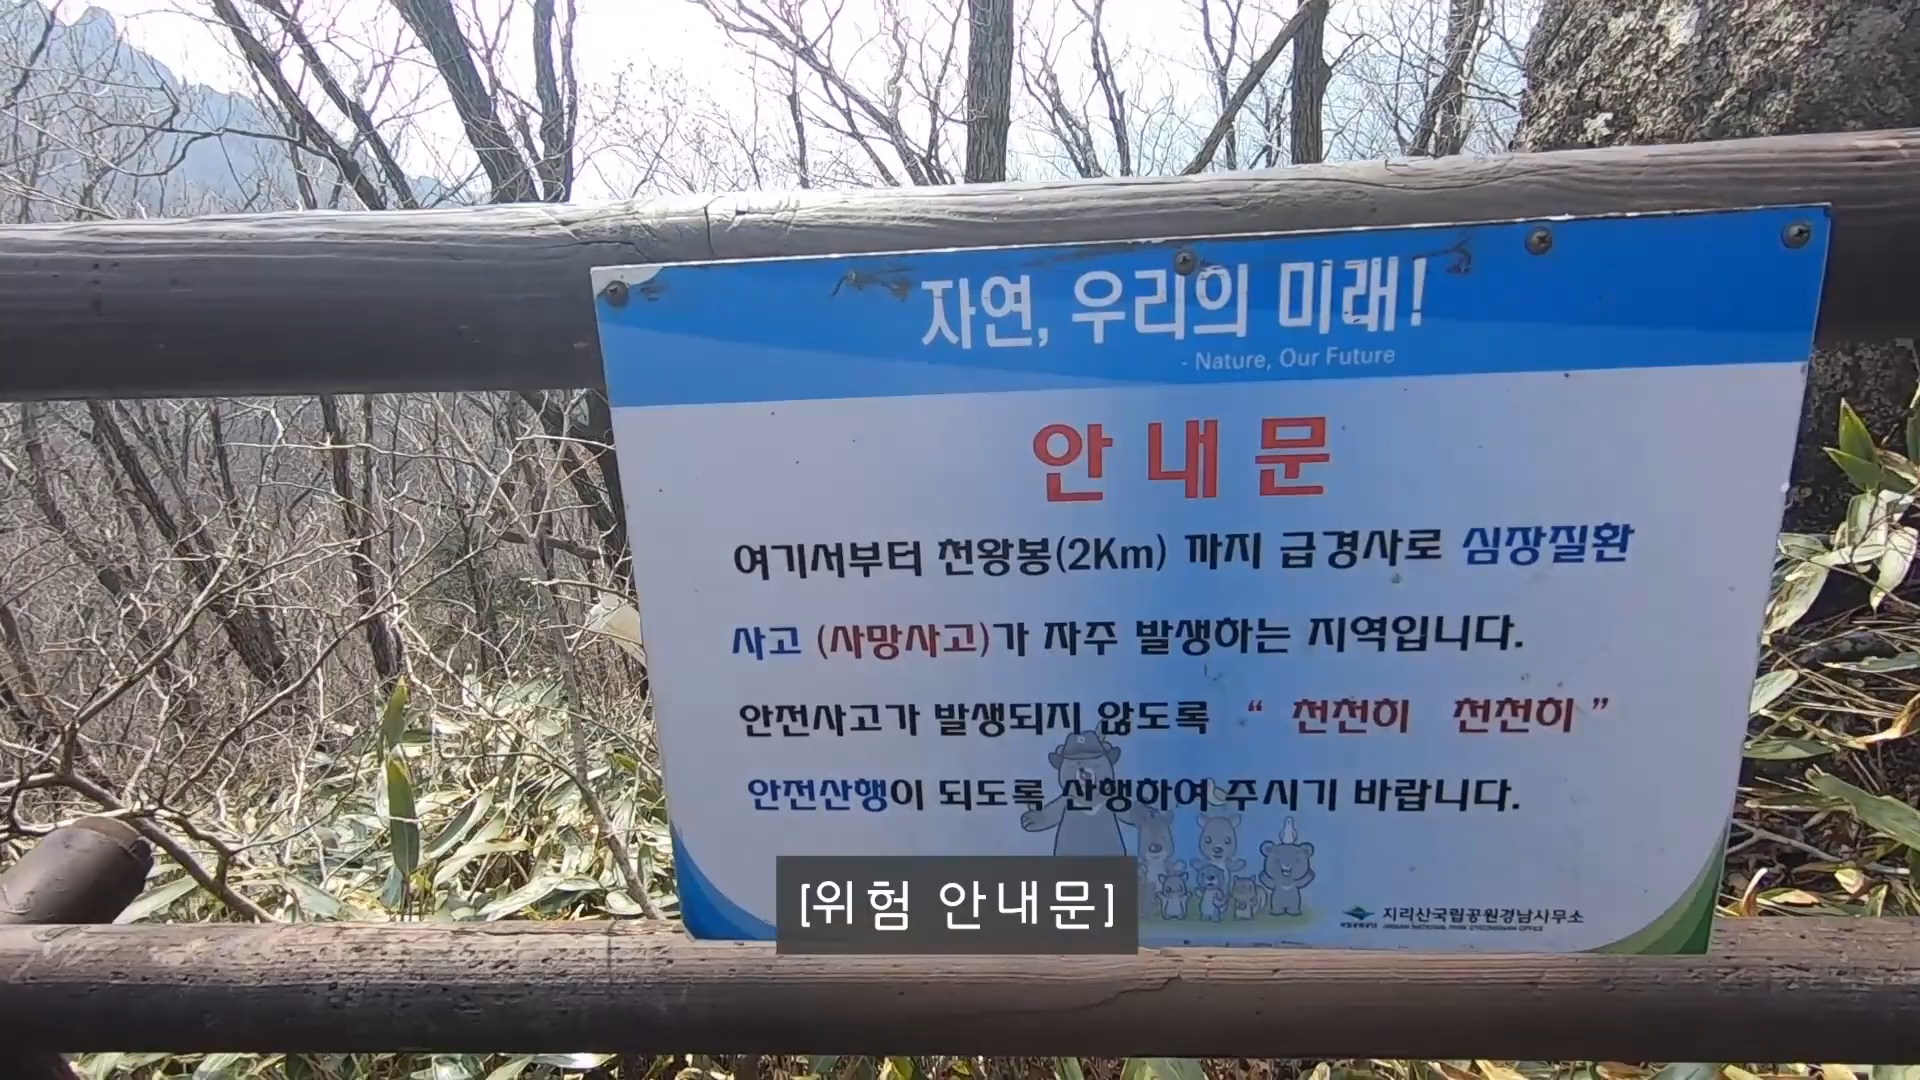 자연, 우리의 미래!
- Nature, Our Future
안내문
여기서부터 천왕봉(2Km) 까지 급경사로 심장질환
사고 (사망사고)가 자주 발생하는 지역입니다.
안전사고가 발생되지 않도록 “ 천천히 천천히 ”
안전산행이 되도록 산행하여 주시기 바랍니다.
[위험 안내문]
지리산국립공원경남사무소